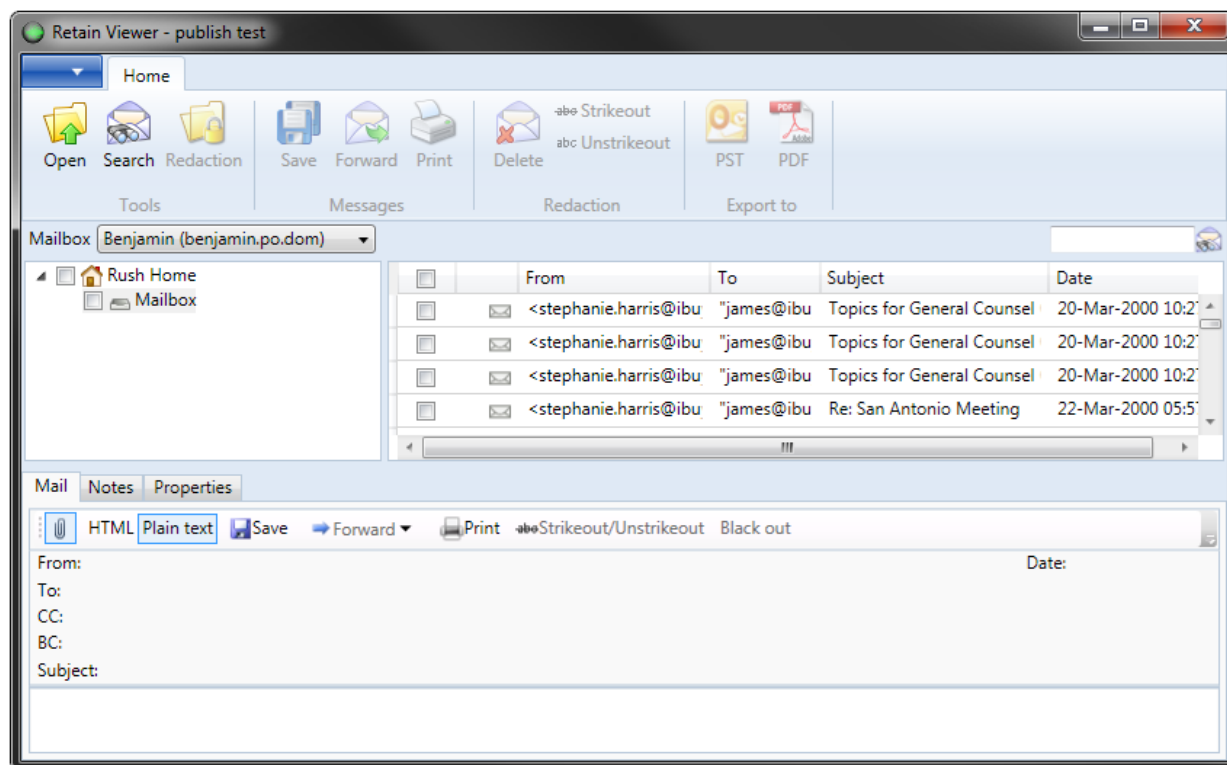 Retain Viewer - publish test
Home
Open Search Redaction Save Forward Print Delete abc Strikeout abc Unstrikeout PST PDF
Tools Messages Redaction Export to
Mailbox Benjamin (benjamin.po.dom)
Rush Home
Mailbox
From To Subject Date
<stephanie.harris@ibu "james@ibu Topics for General Counsel 20-Mar-2000 10:2
<stephanie.harris@ibu "james@ibu Topics for General Counsel 20-Mar-2000 10:2
<stephanie.harris@ibu "james@ibu Topics for General Counsel 20-Mar-2000 10:2
<stephanie.harris@ibu "james@ibu Re: San Antonio Meeting 22-Mar-2000 05:5
Mail Notes Properties
HTML Plain text Save Forward Print abc Strikeout/Unstrikeout Black out
From: Date:
To:
CC:
BC:
Subject: